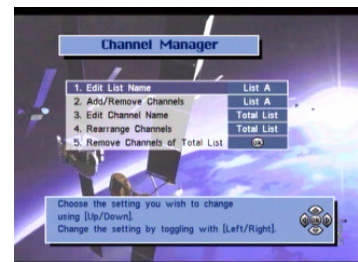 Channel Manager
1. Edit List Name List A
2. Add/Remove Channels List A
3. Edit Channel Name Total List
4. Rearrange Channels Total List
5. Remove Channels of Total List OK
Choose the setting you wish to change
using [Up/Down].
Change the setting by toggling with [Left/Right].